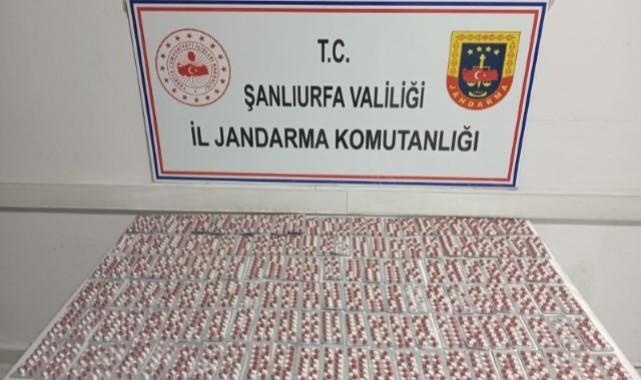 T.C.
ŞANLIURFA VALİLİĞİ
İL JANDARMA KOMUTANLIĞI
JANDARMA